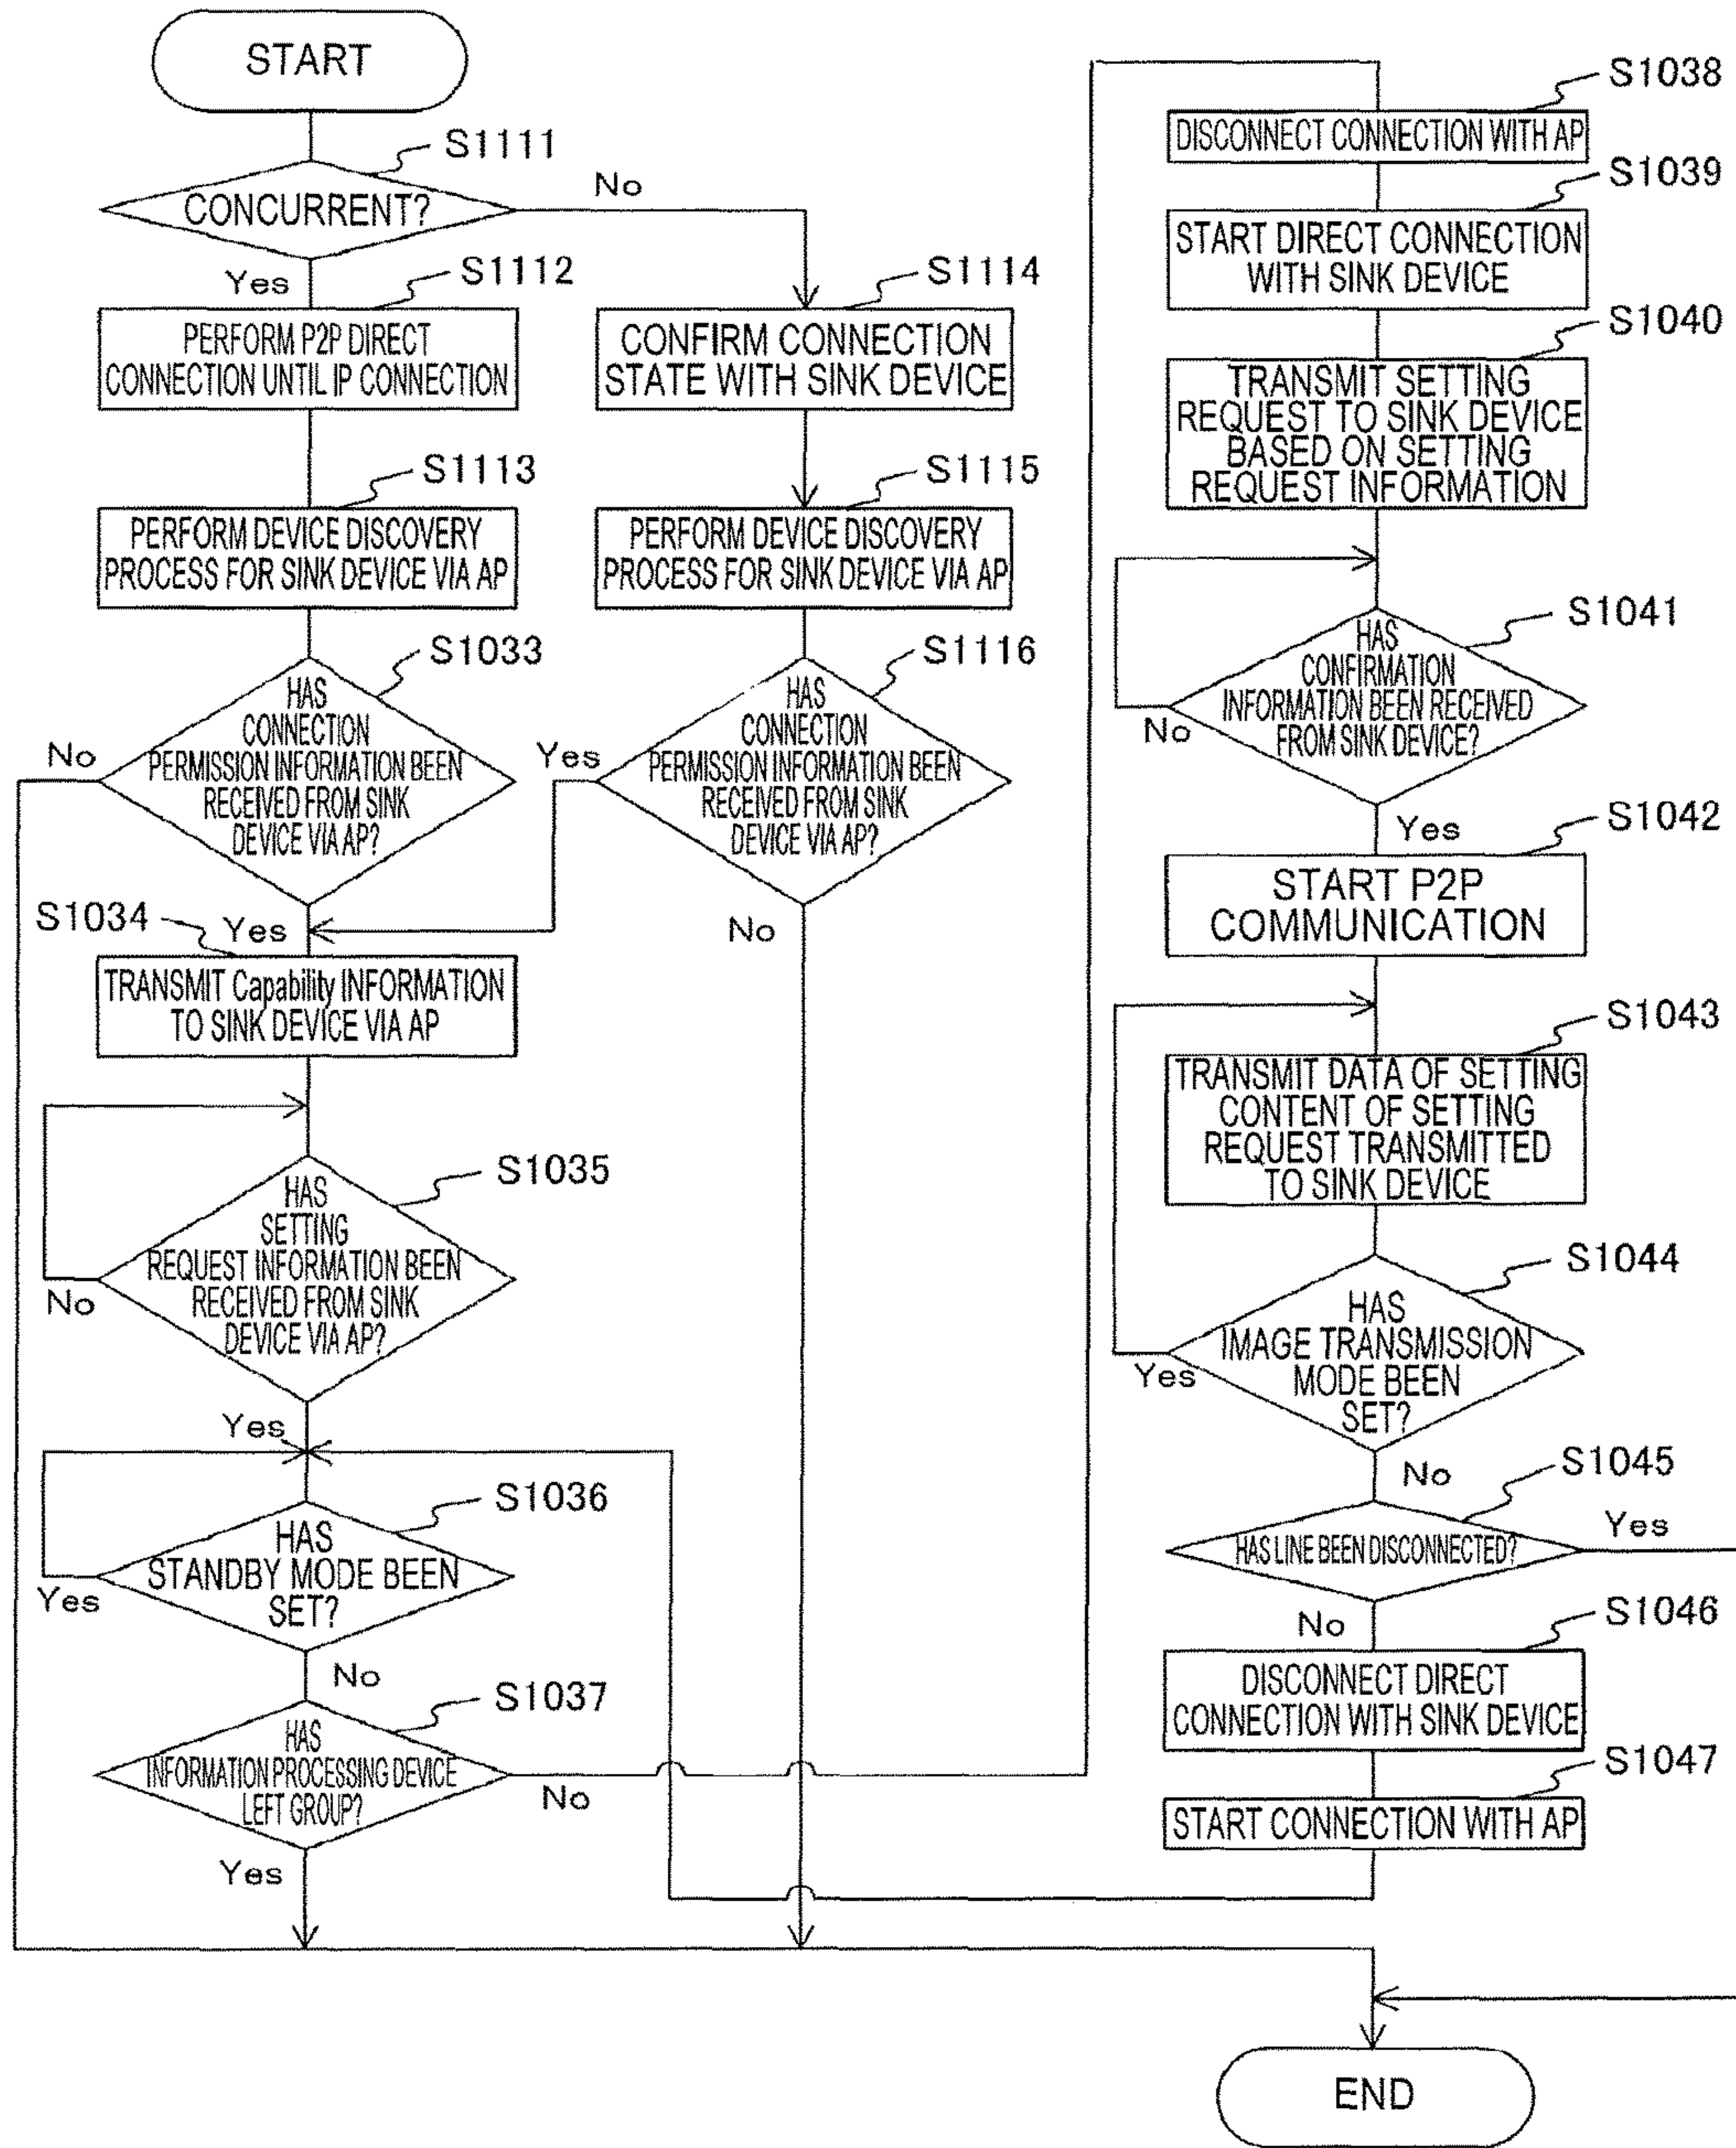 START
S1111
CONCURRENT?
No
Yes
S1112
PERFORM P2P DIRECT
CONNECTION UNTIL IP CONNECTION
S1114
CONFIRM CONNECTION
STATE WITH SINK DEVICE
S1113
PERFORM DEVICE DISCOVERY
PROCESS FOR SINK DEVICE VIA AP
S1115
PERFORM DEVICE DISCOVERY
PROCESS FOR SINK DEVICE VIA AP
S1033
HAS
CONNECTION
PERMISSION INFORMATION BEEN
RECEIVED FROM SINK
DEVICE VIA AP?
No
Yes
S1116
HAS
CONNECTION
PERMISSION INFORMATION BEEN
RECEIVED FROM SINK
DEVICE VIA AP?
Yes
No
S1034
TRANSMIT Capability INFORMATION
TO SINK DEVICE VIA AP
S1035
HAS
SETTING
REQUEST INFORMATION BEEN
RECEIVED FROM SINK
DEVICE VIA AP?
No
Yes
S1036
HAS
STANDBY MODE BEEN
SET?
Yes
No
S1037
HAS
INFORMATION PROCESSING DEVICE
LEFT GROUP?
No
Yes
S1038
DISCONNECT CONNECTION WITH AP
S1039
START DIRECT CONNECTION
WITH SINK DEVICE
S1040
TRANSMIT SETTING
REQUEST TO SINK DEVICE
BASED ON SETTING
REQUEST INFORMATION
S1041
HAS
CONFIRMATION
INFORMATION BEEN RECEIVED
FROM SINK DEVICE?
No
Yes
S1042
START P2P
COMMUNICATION
S1043
TRANSMIT DATA OF SETTING
CONTENT OF SETTING
REQUEST TRANSMITTED
TO SINK DEVICE
S1044
HAS
IMAGE TRANSMISSION
MODE BEEN
SET?
Yes
No
S1045
HAS LINE BEEN DISCONNECTED?
Yes
No
S1046
DISCONNECT DIRECT
CONNECTION WITH SINK DEVICE
S1047
START CONNECTION WITH AP
END